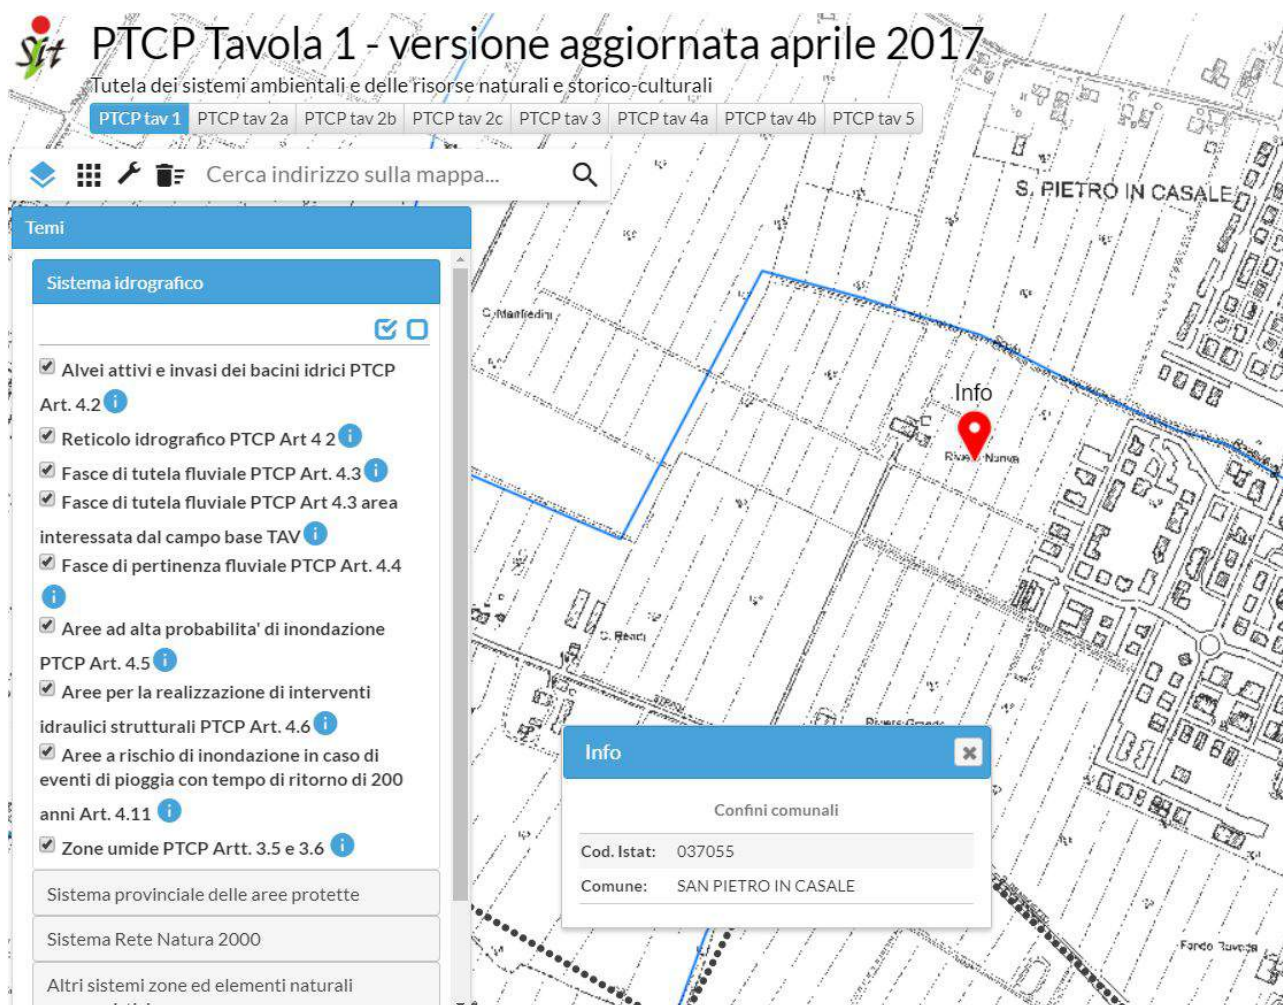 Sit
PTCP Tavola 1 - versione aggiornata aprile 2017
Tutela dei sistemi ambientali e delle risorse naturali e storico-culturali
PTCP tav 1 PTCP tav 2a PTCP tav 2b PTCP tav 2c PTCP tav 3 PTCP tav 4a PTCP tav 4b PTCP tav 5
Cerca indirizzo sulla mappa...
S. PIETRO IN CASALE
Temi
Sistema idrografico
Alvei attivi e invasi dei bacini idrici PTCP
Art. 4.2
Reticolo idrografico PTCP Art 4 2
Fasce di tutela fluviale PTCP Art. 4.3
Fasce di tutela fluviale PTCP Art 4.3 area
interessata dal campo base TAV
Fasce di pertinenza fluviale PTCP Art. 4.4
Aree ad alta probabilita' di inondazione
PTCP Art. 4.5
Aree per la realizzazione di interventi
idraulici strutturali PTCP Art. 4.6
Aree a rischio di inondazione in caso di
eventi di pioggia con tempo di ritorno di 200
anni Art. 4.11
Zone umide PTCP Artt. 3.5 e 3.6
Sistema provinciale delle aree protette
Sistema Rete Natura 2000
Altri sistemi zone ed elementi naturali
C. Manfredini
Info
Info
Confini comunali
Cod. Istat: 037055
Comune: SAN PIETRO IN CASALE